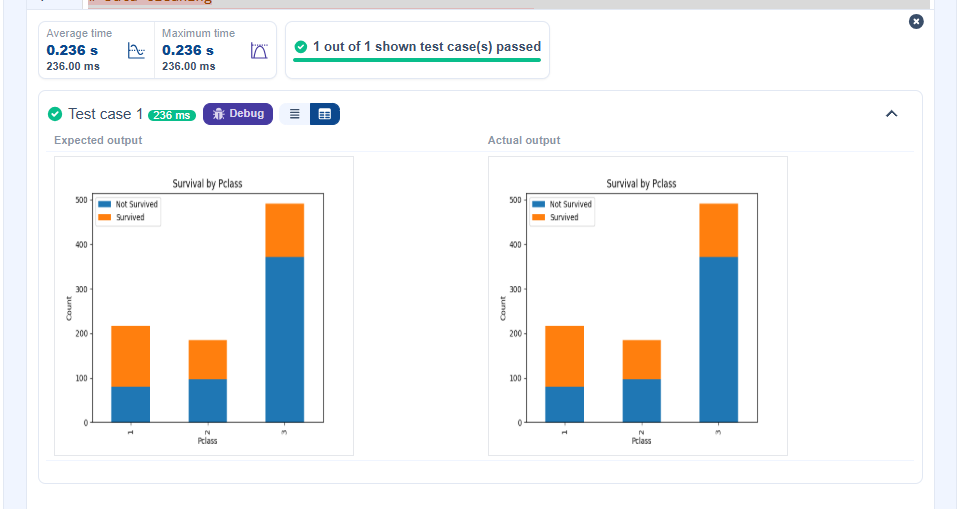 # Data Cleaning
Average time
0.236 s
236.00 ms
Maximum time
0.236 s
236.00 ms
1 out of 1 shown test case(s) passed
Test case 1 236 ms Debug
Expected output
Survival by Pclass
Not Survived
Survived
500
400
300
200
100
0
Count
1 2 3
Pclass
Actual output
Survival by Pclass
Not Survived
Survived
500
400
300
200
100
0
Count
1 2 3
Pclass